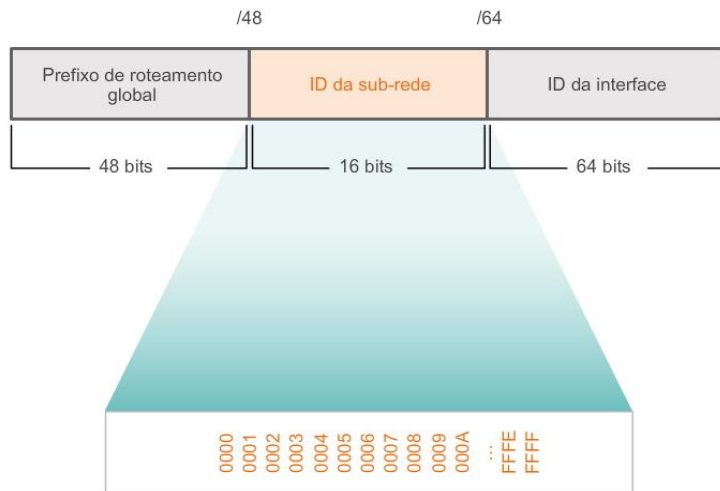 /48
/64
Prefixo de roteamento
global
ID da sub-rede
ID da interface
48 bits
16 bits
64 bits
0000
0001
0002
0003
0004
0005
0006
0007
0008
0009
000A
...
FFFE
FFFF